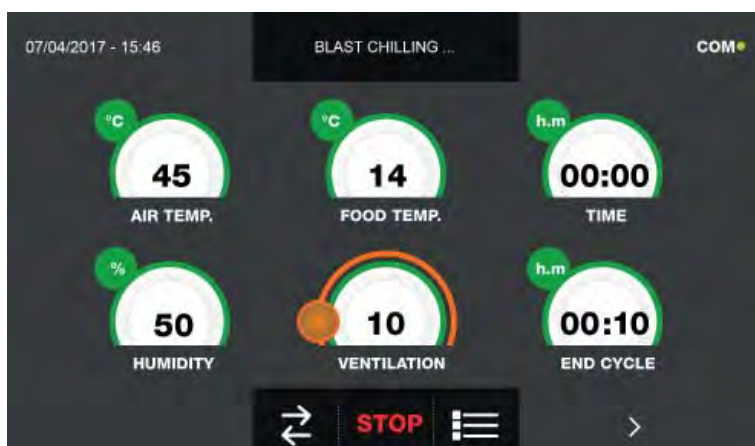 07/04/2017 - 15:46
BLAST CHILLING ...
COM
°C
45
AIR TEMP.
°C
14
FOOD TEMP.
h.m
00:00
TIME
%
50
HUMIDITY
10
VENTILATION
h.m
00:10
END CYCLE
STOP